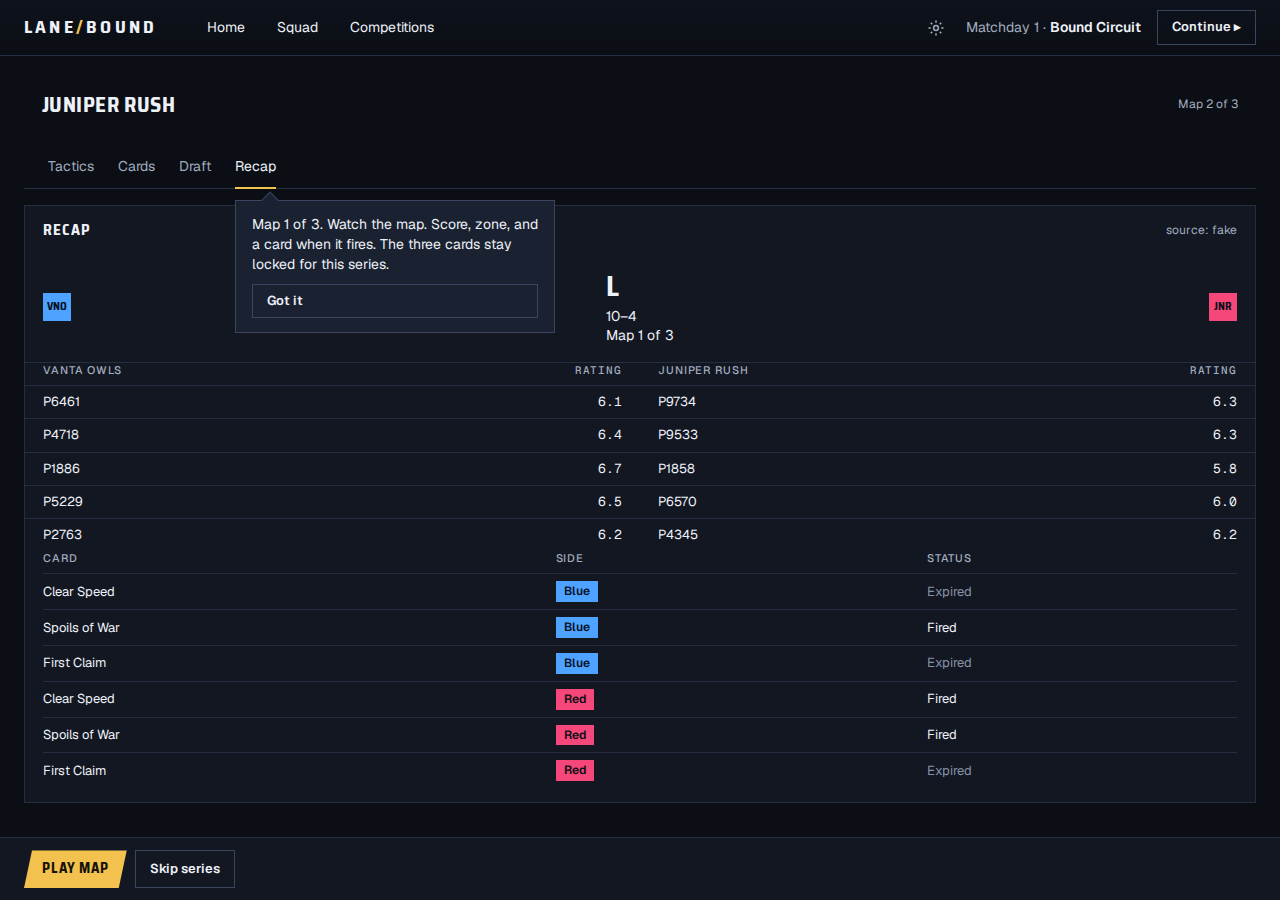 LANE/BOUND Home Squad Competitions Matchday 1 · Bound Circuit Continue ▸
JUNIPER RUSH Map 2 of 3
Tactics Cards Draft Recap
RECAP source: fake
Map 1 of 3. Watch the map. Score, zone, and
a card when it fires. The three cards stay
locked for this series.
Got it
VNO L JNR
10–4
Map 1 of 3
VANTA OWLS RATING JUNIPER RUSH RATING
P6461 6.1 P9734 6.3
P4718 6.4 P9533 6.3
P1886 6.7 P1858 5.8
P5229 6.5 P6570 6.0
P2763 6.2 P4345 6.2
CARD SIDE STATUS
Clear Speed Blue Expired
Spoils of War Blue Fired
First Claim Blue Expired
Clear Speed Red Fired
Spoils of War Red Fired
First Claim Red Expired
PLAY MAP Skip series